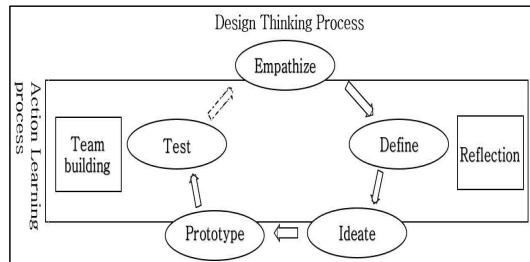 Design Thinking Process
Empathize
Action Learning
process
Team
building
Test
Define
Reflection
Prototype
Ideate